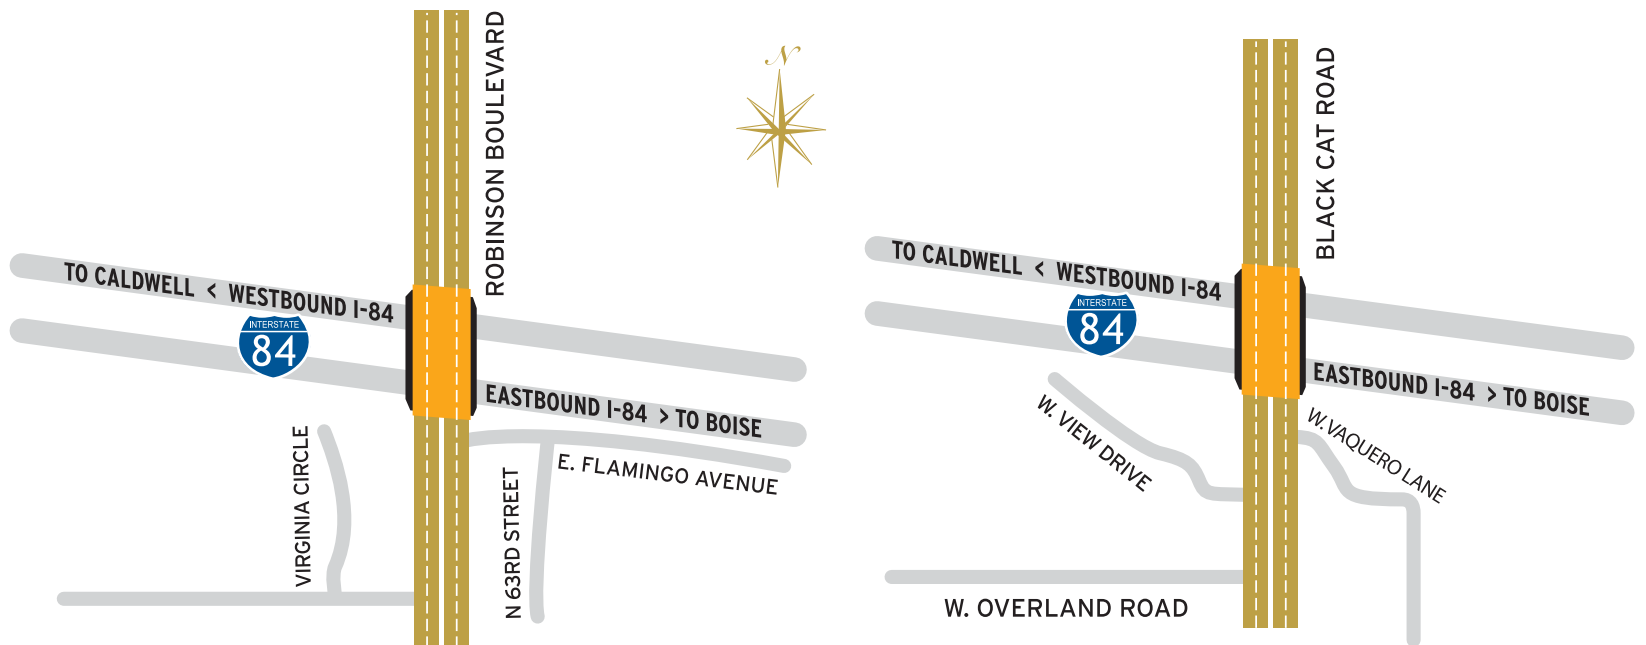 ROBINSON BOULEVARD
N
TO CALDWELL < WESTBOUND I-84
INTERSTATE
84
EASTBOUND I-84 > TO BOISE
VIRGINIA CIRCLE
N 63RD STREET
E. FLAMINGO AVENUE
BLACK CAT ROAD
TO CALDWELL < WESTBOUND I-84
INTERSTATE
84
EASTBOUND I-84 > TO BOISE
W. VIEW DRIVE
W. VAQUERO LANE
W. OVERLAND ROAD